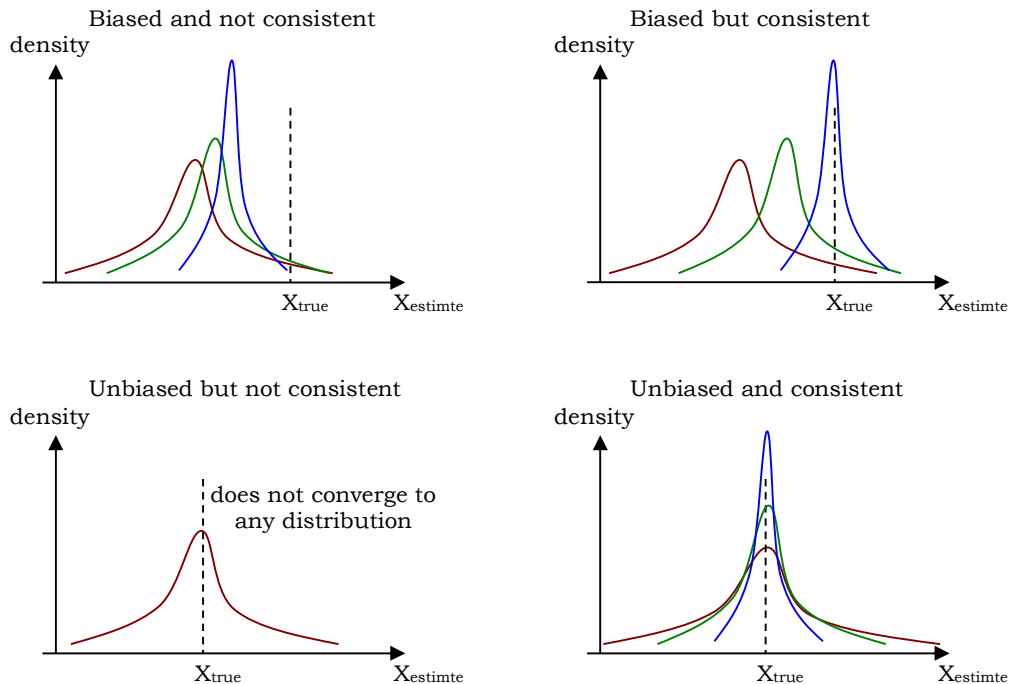 Biased and not consistent
density
Xtrue
Xestimte
Biased but consistent
density
Xtrue
Xestimte
Unbiased but not consistent
density
does not converge to
any distribution
Xtrue
Xestimte
Unbiased and consistent
density
Xtrue
Xestimte